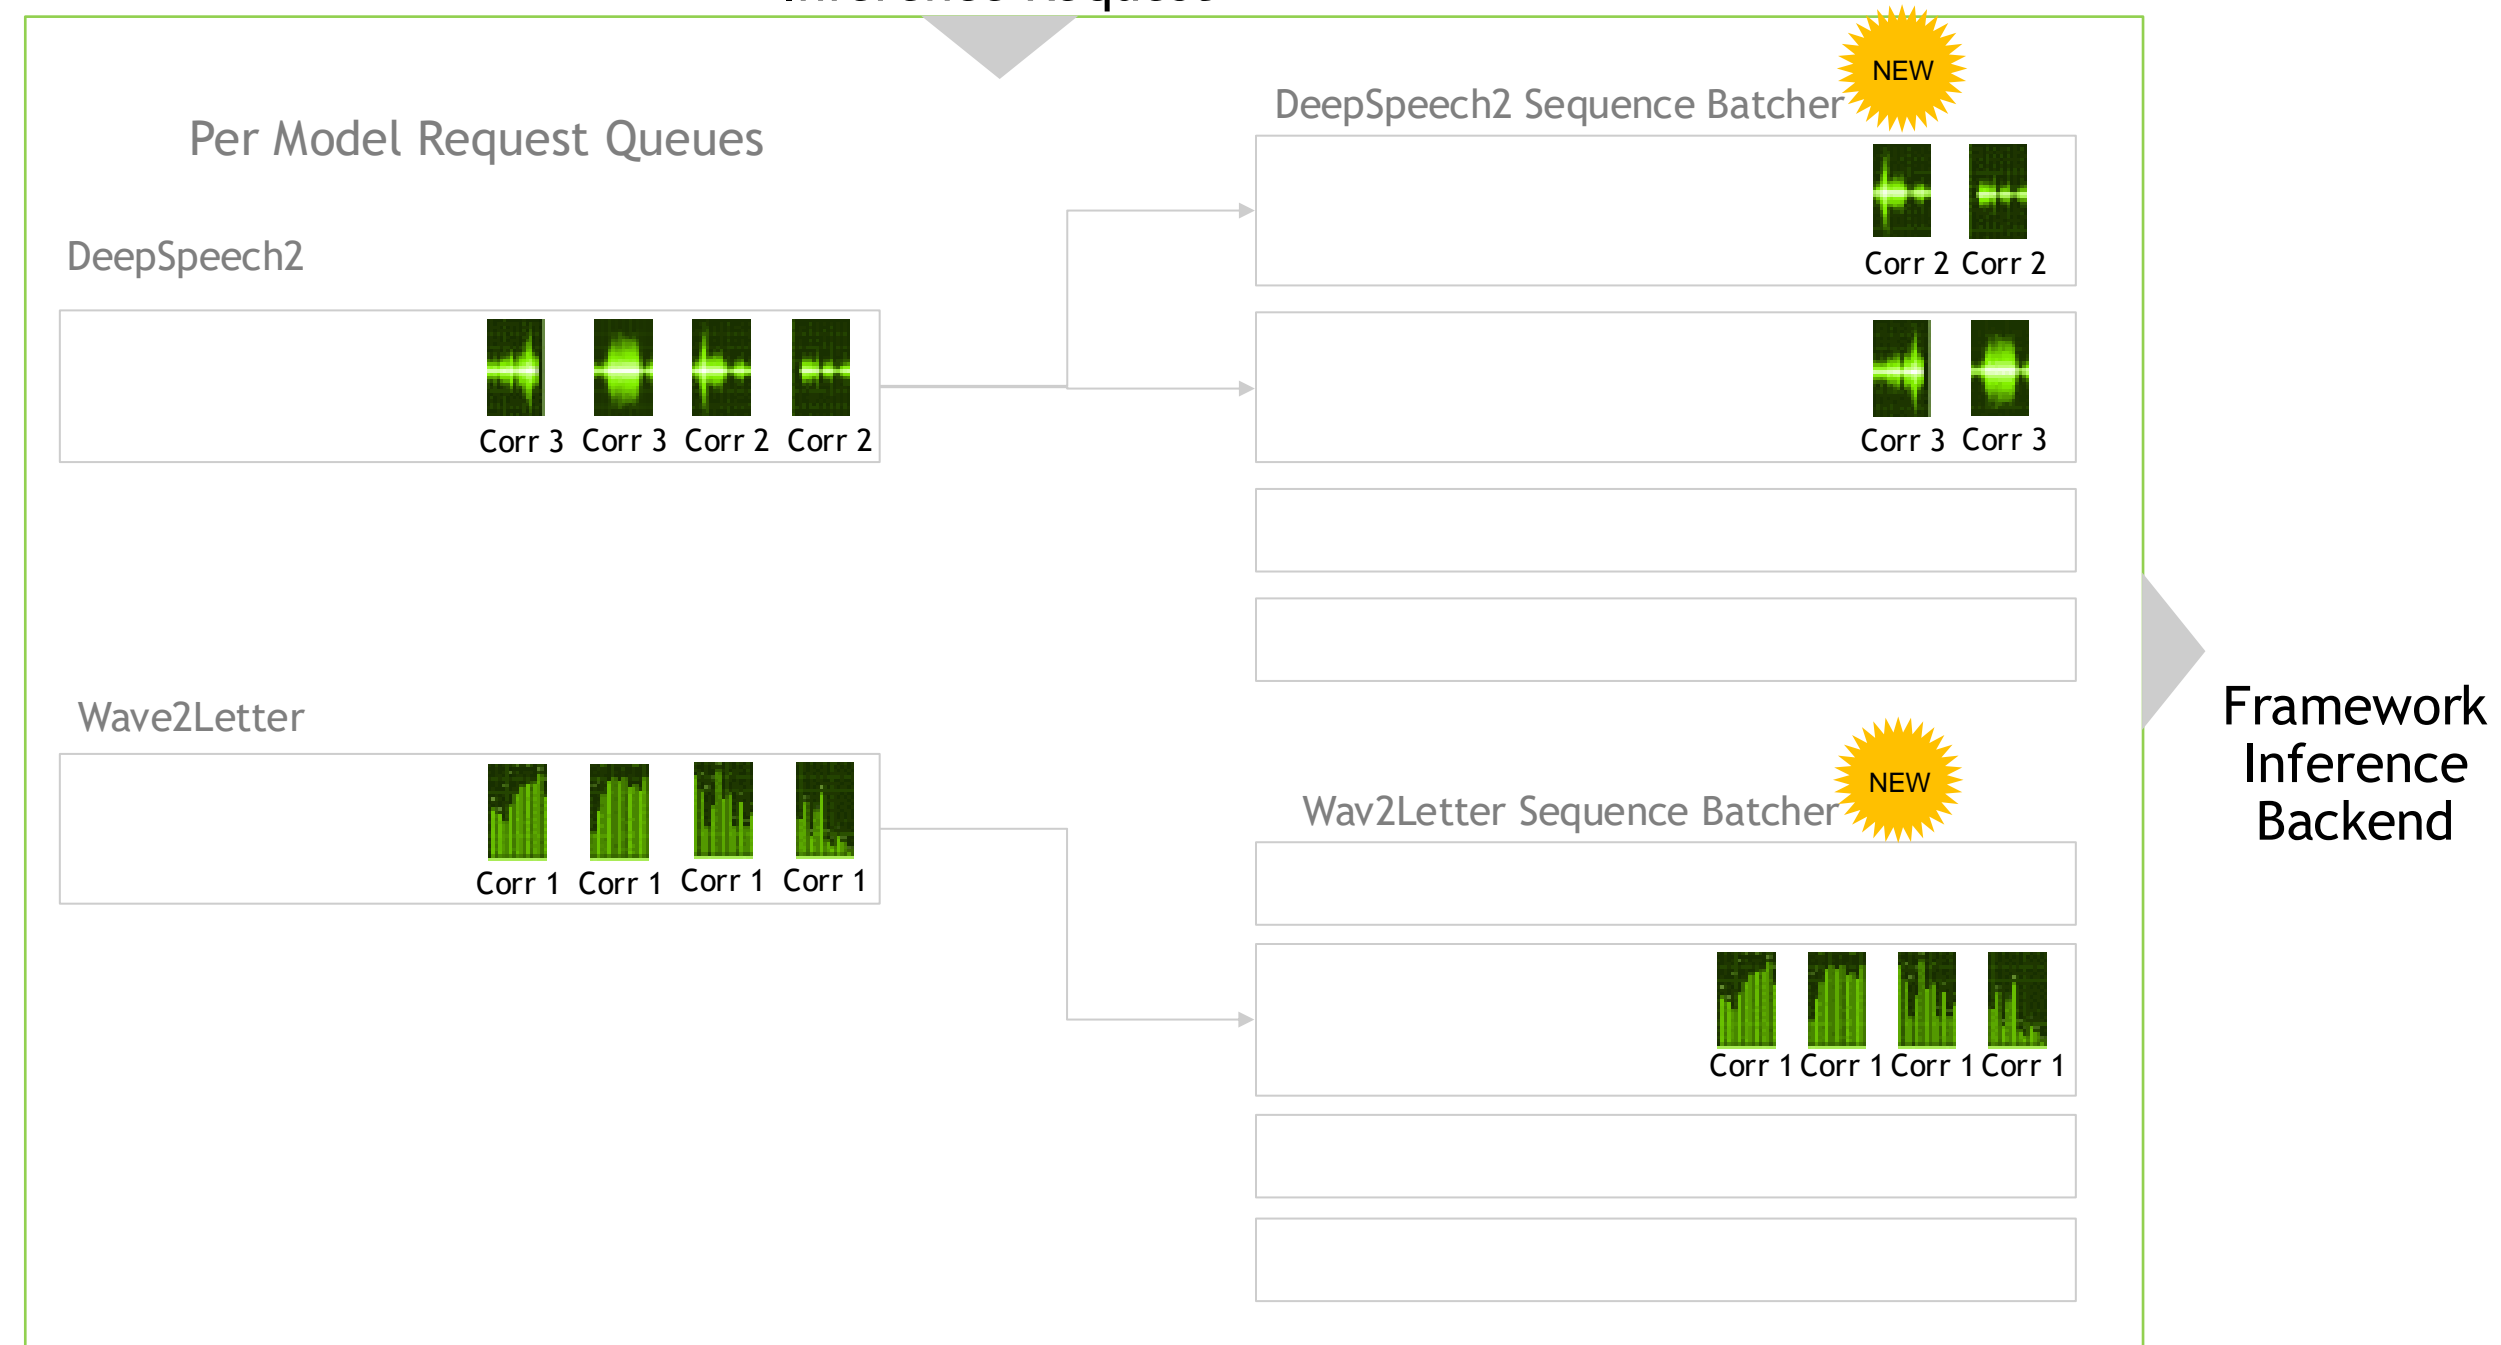 Inference Request
NEW
DeepSpeech2 Sequence Batcher
Per Model Request Queues
Corr 2 Corr 2
DeepSpeech2
Corr 3 Corr 3 Corr 2 Corr 2
Corr 3 Corr 3
Wave2Letter
Framework
Inference
Backend
NEW
Wav2Letter Sequence Batcher
Corr 1 Corr 1 Corr 1 Corr 1
Corr 1 Corr 1 Corr 1 Corr 1